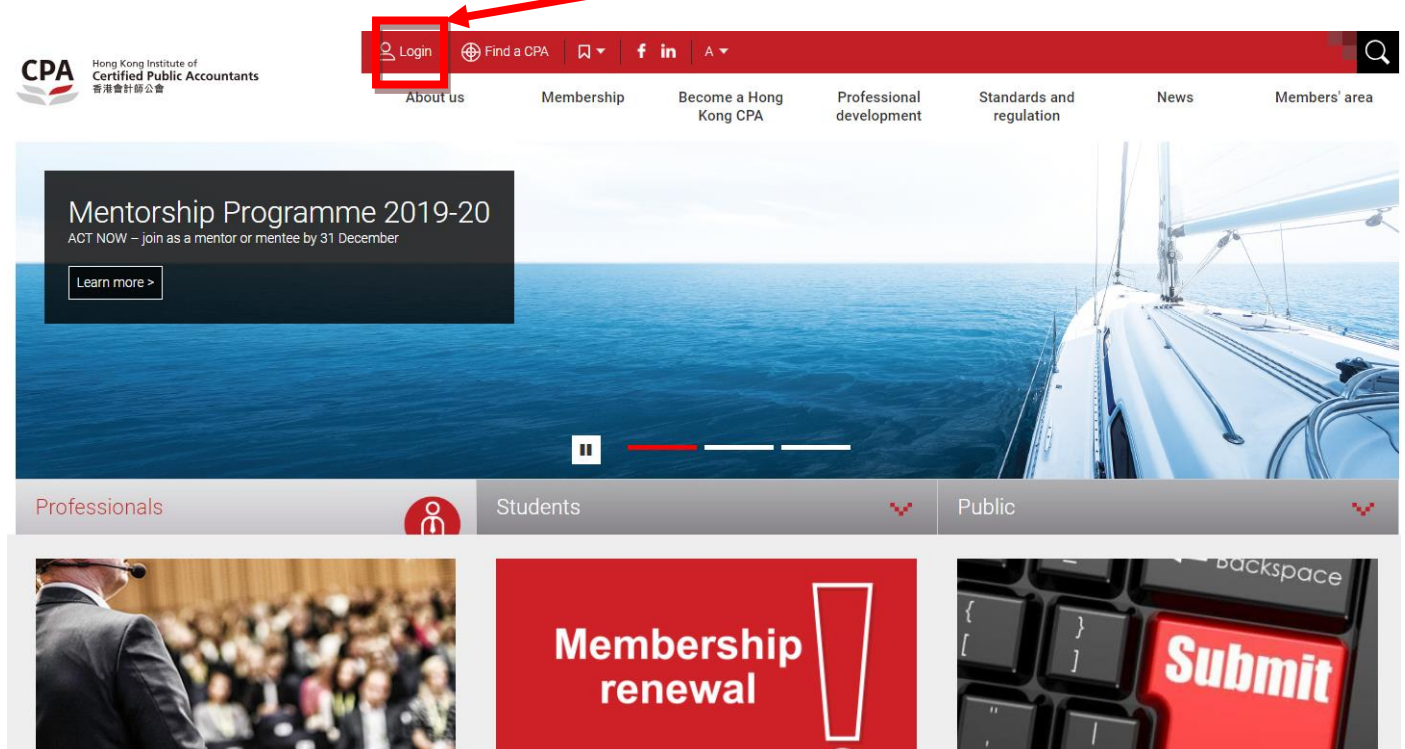 Login
Find a CPA
f in
A
CPA
Hong Kong Institute of
Certified Public Accountants
香港會計師公會
About us
Membership
Become a Hong
Kong CPA
Professional
development
Standards and
regulation
News
Members' area
Mentorship Programme 2019-20
ACT NOW – join as a mentor or mentee by 31 December
Learn more >
Professionals
Students
Public
Membership
renewal
!
Backspace
{
[
}
]
Submit
"